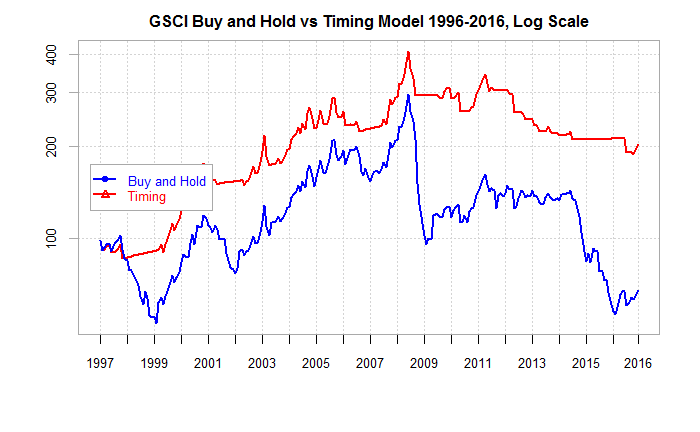 GSCI Buy and Hold vs Timing Model 1996-2016, Log Scale
400
300
200
100
Buy and Hold
Timing
1997 1999 2001 2003 2005 2007 2009 2011 2013 2016